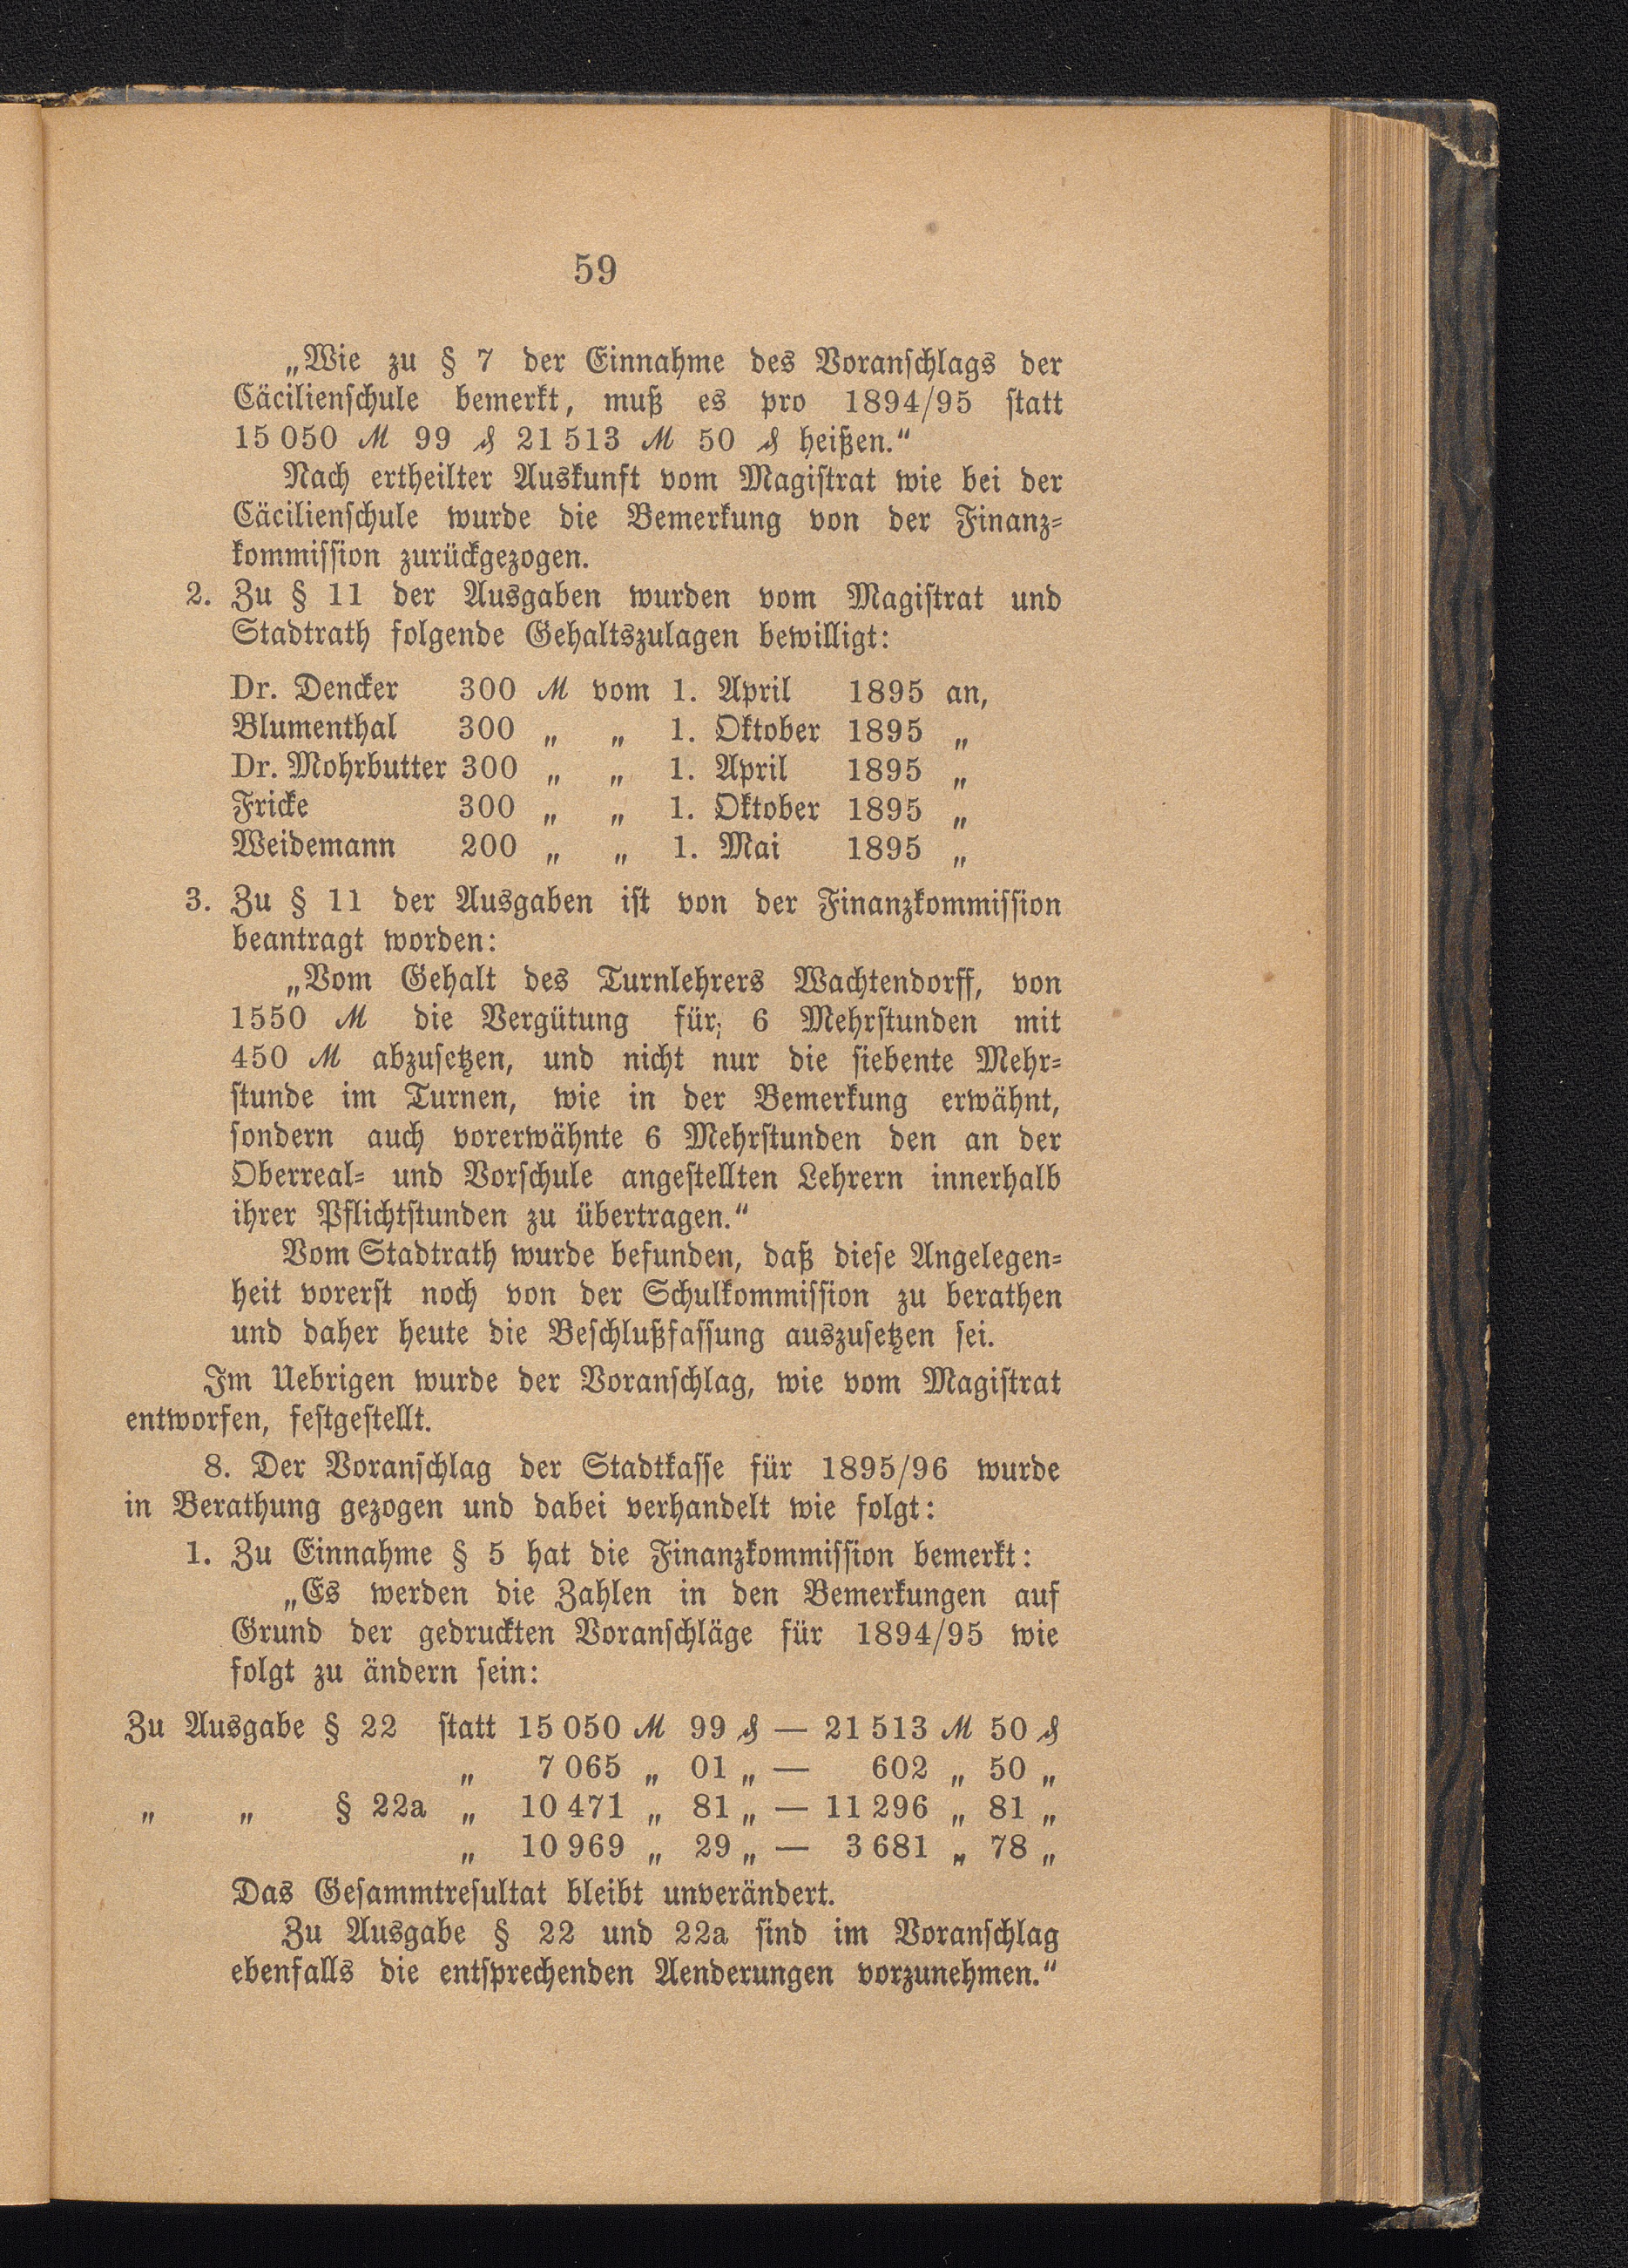 59
„Wie zu § 7 der Einnahme des Voranschlags der
Cäcilienschule bemerkt, muß es pro 1894/95 statt
15 050 ℳ 99 ₰ 21 513 ℳ 50 ₰ heißen.“
Nach ertheilter Auskunft vom Magistrat wie bei der
Cäcilienschule wurde die Bemerkung von der Finanz-
kommission zurückgezogen.
2. Zu § 11 der Ausgaben wurden vom Magistrat und
Stadtrath folgende Gehaltszulagen bewilligt:
Dr. Dencker 300 ℳ vom 1. April 1895 an,
Blumenthal 300 „ „ 1. Oktober 1895 „
Dr. Mohrbutter 300 „ „ 1. April 1895 „
Fricke 300 „ „ 1. Oktober 1895 „
Weidemann 200 „ „ 1. Mai 1895 „
3. Zu § 11 der Ausgaben ist von der Finanzkommission
beantragt worden:
„Vom Gehalt des Turnlehrers Wachtendorff, von
1550 ℳ die Vergütung für; 6 Mehrstunden mit
450 ℳ abzusetzen, und nicht nur die siebente Mehr-
stunde im Turnen, wie in der Bemerkung erwähnt,
sondern auch vorerwähnte 6 Mehrstunden den an der
Oberreal- und Vorschule angestellten Lehrern innerhalb
ihrer Pflichtstunden zu übertragen.“
Vom Stadtrath wurde befunden, daß diese Angelegen-
heit vorerst noch von der Schulkommission zu berathen
und daher heute die Beschlußfassung auszusetzen sei.
Im Uebrigen wurde der Voranschlag, wie vom Magistrat
entworfen, festgestellt.
8. Der Voranschlag der Stadtkasse für 1895/96 wurde
in Berathung gezogen und dabei verhandelt wie folgt:
1. Zu Einnahme § 5 hat die Finanzkommission bemerkt:
„Es werden die Zahlen in den Bemerkungen auf
Grund der gedruckten Voranschläge für 1894/95 wie
folgt zu ändern sein:
Zu Ausgabe § 22 statt 15 050 ℳ 99 ₰ — 21 513 ℳ 50 ₰
„ 7 065 „ 01 „ — 602 „ 50 „
„ „ § 22a „ 10 471 „ 81 „ — 11 296 „ 81 „
„ 10 969 „ 29 „ — 3 681 „ 78 „
Das Gesammtresultat bleibt unverändert.
Zu Ausgabe § 22 und 22a sind im Voranschlag
ebenfalls die entsprechenden Aenderungen vorzunehmen.“